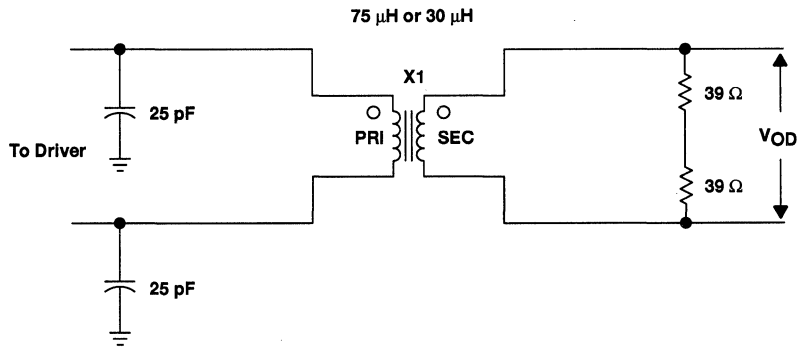 75 μH or 30 μH
X1
25 pF
PRI
SEC
39 Ω
To Driver
VOD
39 Ω
25 pF